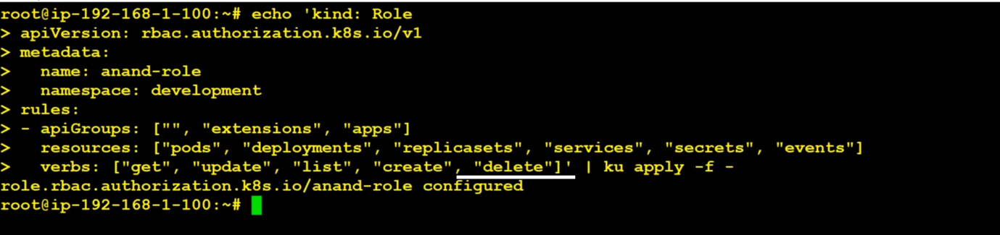 root@ip-192-168-1-100:~# echo 'kind: Role
> apiVersion: rbac.authorization.k8s.io/v1
> metadata:
>   name: anand-role
>   namespace: development
> rules:
> - apiGroups: ["", "extensions", "apps"]
>   resources: ["pods", "deployments", "replicasets", "services", "secrets", "events"]
>   verbs: ["get", "update", "list", "create", "delete"]' | ku apply -f -
role.rbac.authorization.k8s.io/anand-role configured
root@ip-192-168-1-100:~#